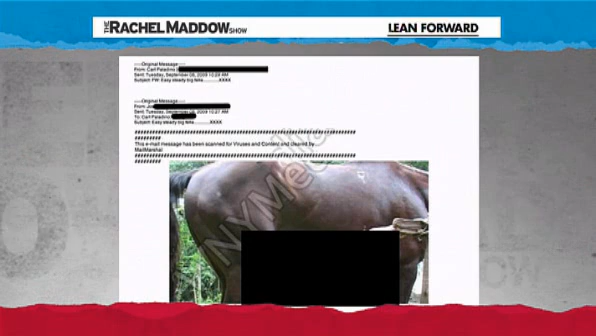 THE RACHEL MADDOW SHOW
LEAN FORWARD
-----Original Message-----
From: Carl Paladino
Sent: Tuesday, September 08, 2009 10:29 AM
Subject: FW: Easy steady big fella..........XXXX
-----Original Message-----
From:
Sent: Tuesday, September 08, 2009 10:27 AM
To: Carl Paladino
Subject: Easy steady big fella..........XXXX
This e-mail message has been scanned for Viruses and Content and cleared by
MailMarshal